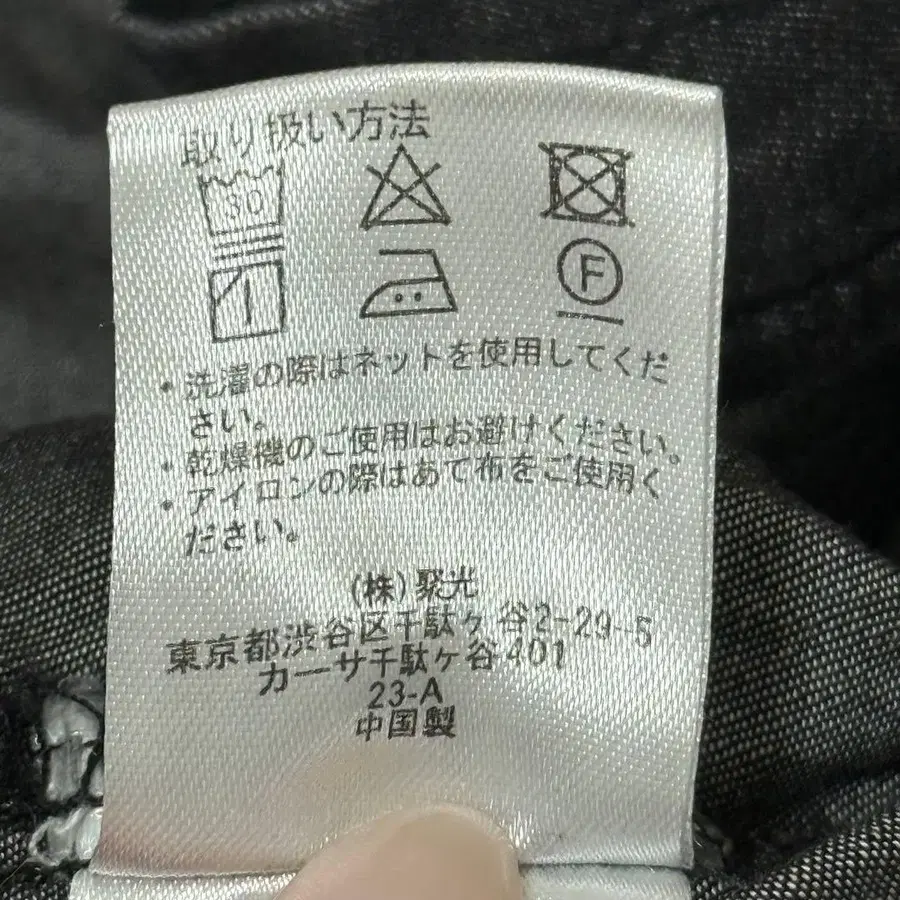 取り扱い方法
30
F
・洗濯の際はネットを使用してくだ
さい。
・乾燥機のご使用はお避けください。
・アイロンの際はあて布をご使用く
ださい。
(株)聚光
東京都渋谷区千駄ヶ谷2-29-5
カーサ千駄ヶ谷401
23-A
中国製